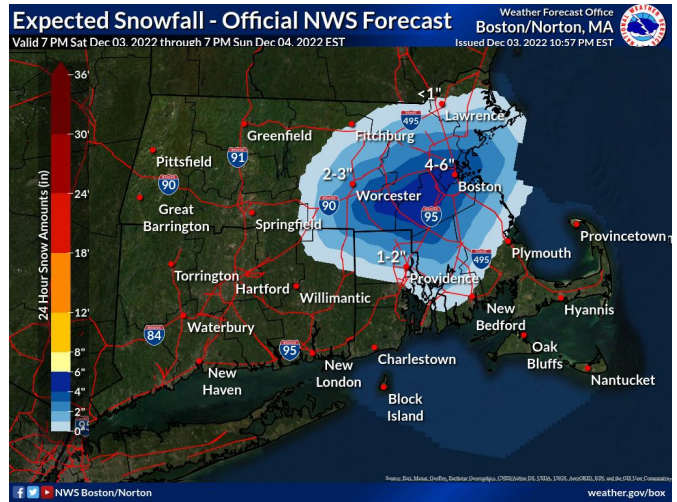 Expected Snowfall - Official NWS Forecast
Valid 7 PM Sat Dec 03, 2022 through 7 PM Sun Dec 04, 2022 EST
Weather Forecast Office
Boston/Norton, MA
Issued Dec 03, 2022 10:57 PM EST
NATIONAL WEATHER SERVICE
24 Hour Snow Amounts (in)
36'
30'
24'
18'
12'
8"
6"
4"
2"
0"
<1"
Lawrence
495
Greenfield
Fitchburg
91
Pittsfield
4-6"
2-3"
90
Boston
Worcester
90
Great
Barrington
95
Springfield
Provincetown
1-2"
495
Plymouth
Torrington
Providence
Hartford
Willimantic
New
Bedford
Hyannis
84
Waterbury
95
Charlestown
Oak
Bluffs
New
Haven
New
London
Nantucket
Block
Island
95
NWS Boston/Norton
weather.gov/box